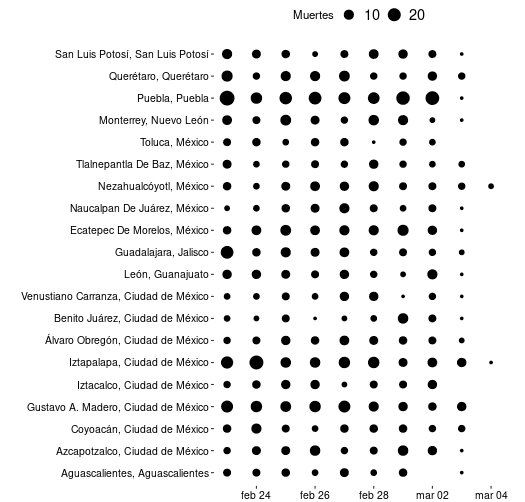 Muertes 10 20
San Luis Potosí, San Luis Potosí
Querétaro, Querétaro
Puebla, Puebla
Monterrey, Nuevo León
Toluca, México
Tlalnepantla De Baz, México
Nezahualcóyotl, México
Naucalpan De Juárez, México
Ecatepec De Morelos, México
Guadalajara, Jalisco
León, Guanajuato
Venustiano Carranza, Ciudad de México
Benito Juárez, Ciudad de México
Álvaro Obregón, Ciudad de México
Iztapalapa, Ciudad de México
Iztacalco, Ciudad de México
Gustavo A. Madero, Ciudad de México
Coyoacán, Ciudad de México
Azcapotzalco, Ciudad de México
Aguascalientes, Aguascalientes
feb 24 feb 26 feb 28 mar 02 mar 04